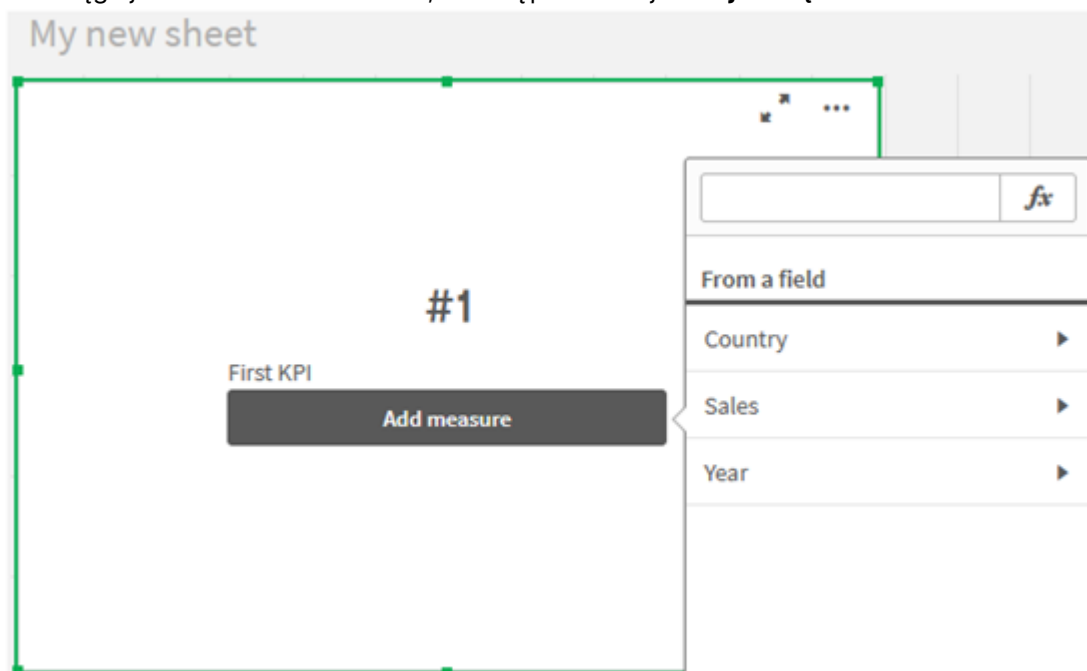 My new sheet
fx
From a field
#1
Country
First KPI
Add measure
Sales
Year